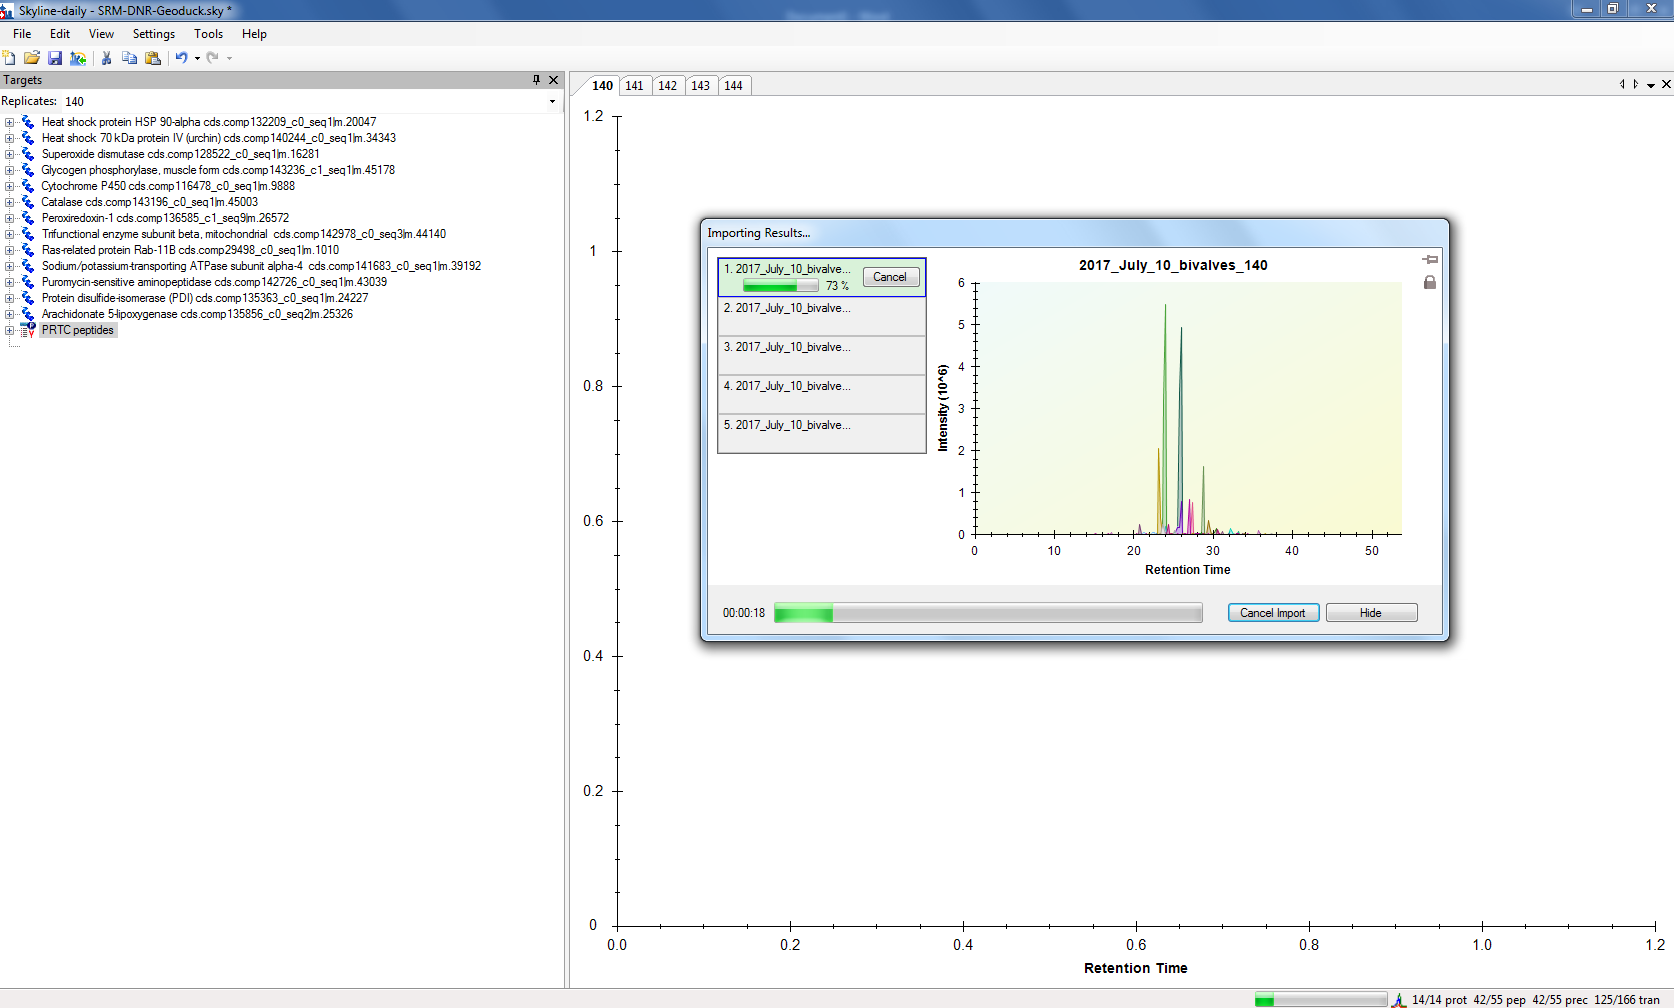 Skyline-daily - SRM-DNR-Geoduck.sky *
File Edit View Settings Tools Help
Targets
Replicates: 140
Heat shock protein HSP 90-alpha cds.comp132209_c0_seq1|m.20047
Heat shock 70 kDa protein IV (urchin) cds.comp140244_c0_seq1|m.34343
Superoxide dismutase cds.comp128522_c0_seq1|m.16281
Glycogen phosphorylase, muscle form cds.comp143236_c1_seq1|m.45178
Cytochrome P450 cds.comp116478_c0_seq1|m.9888
Catalase cds.comp143196_c0_seq1|m.45003
Peroxiredoxin-1 cds.comp136585_c1_seq9|m.26572
Trifunctional enzyme subunit beta, mitochondrial cds.comp142978_c0_seq3|m.44140
Ras-related protein Rab-11B cds.comp29498_c0_seq1|m.1010
Sodium/potassium-transporting ATPase subunit alpha-4 cds.comp141683_c0_seq1|m.39192
Puromycin-sensitive aminopeptidase cds.comp142726_c0_seq1|m.43039
Protein disulfide-isomerase (PDI) cds.comp135363_c0_seq1|m.24227
Arachidonate 5-lipoxygenase cds.comp135856_c0_seq2|m.25326
PRTC peptides
140 141 142 143 144
1.2
1
0.8
0.6
0.4
0.2
0
0.0 0.2 0.4 0.6 0.8 1.0 1.2
Retention Time
Importing Results...
1. 2017_July_10_bivalve...
73 %
Cancel
2. 2017_July_10_bivalve...
3. 2017_July_10_bivalve...
4. 2017_July_10_bivalve...
5. 2017_July_10_bivalve...
2017_July_10_bivalves_140
Intensity (10^6)
6
5
4
3
2
1
0
0 10 20 30 40 50
Retention Time
00:00:18
Cancel Import
Hide
14/14 prot 42/55 pep 42/55 prec 125/166 tran